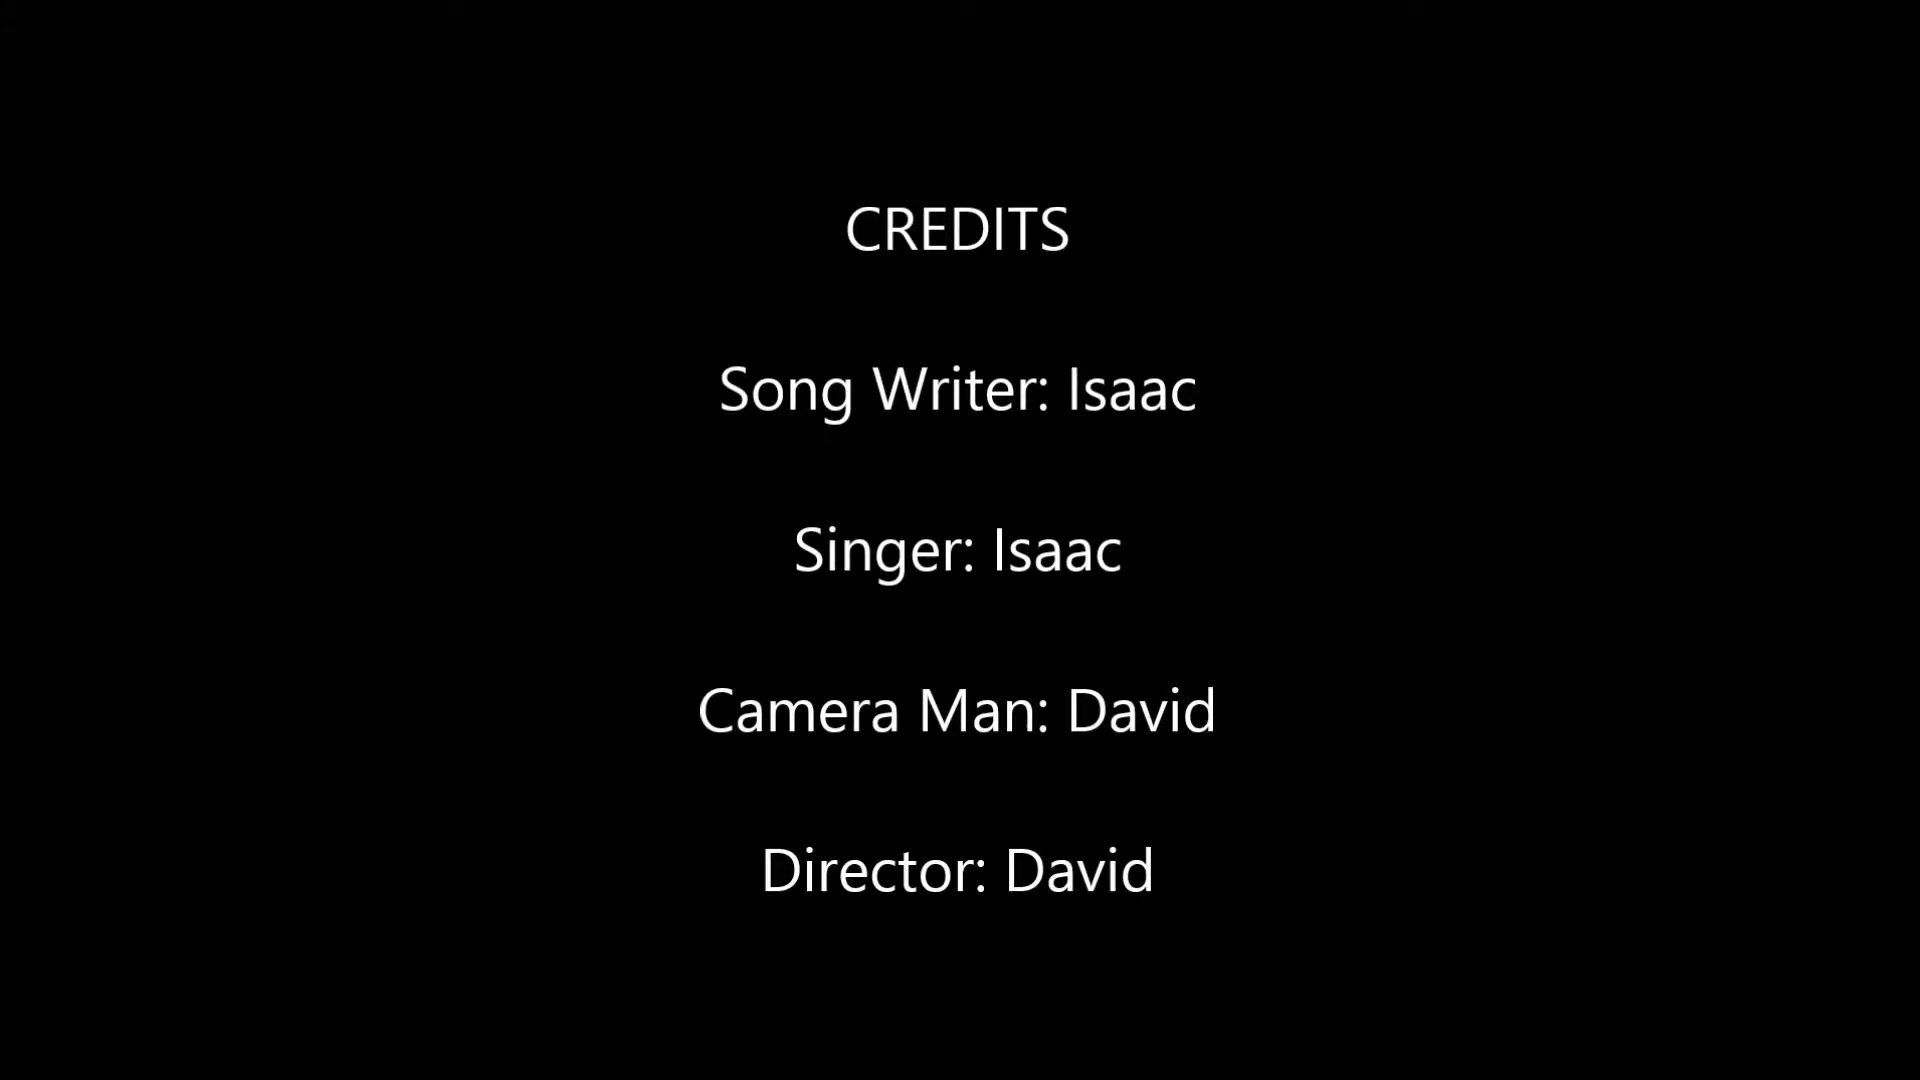 CREDITS
Song Writer: Isaac
Singer: Isaac
Camera Man: David
Director: David